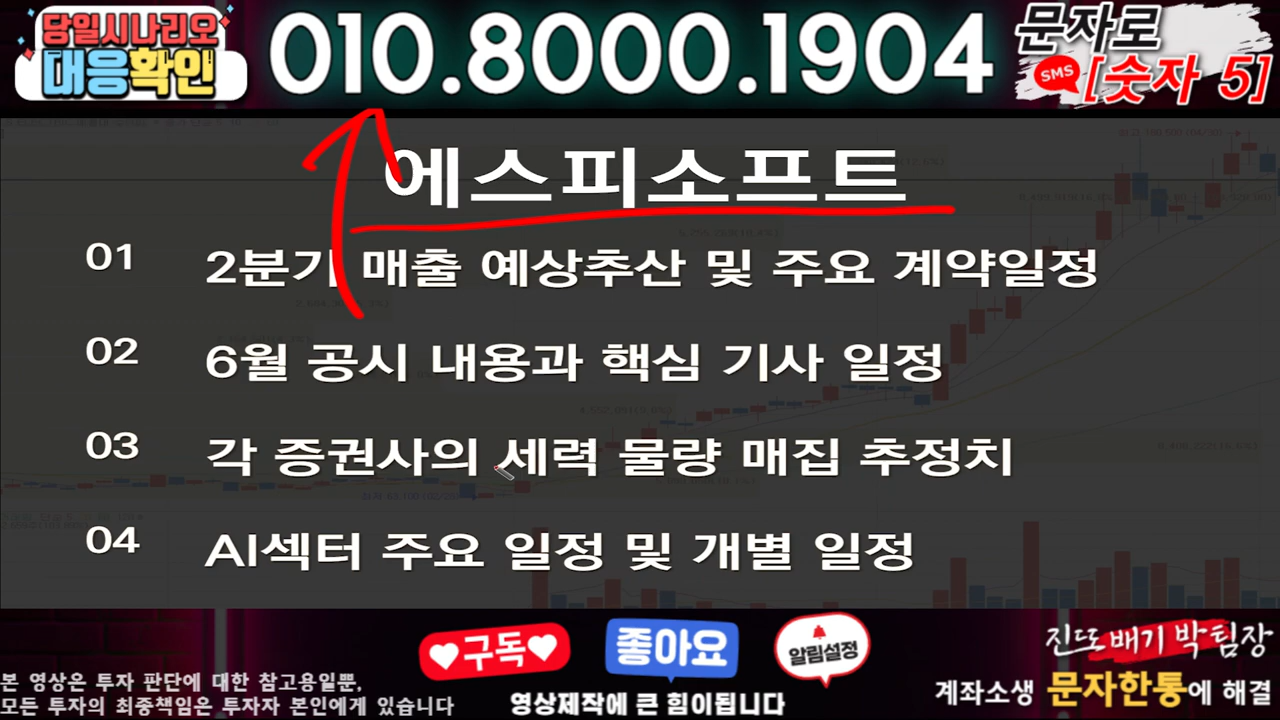 당일시나리오
대응확인
010.8000.1904
문자로
SMS
[숫자 5]
에스피소프트
01 2분기 매출 예상추산 및 주요 계약일정
02 6월 공시 내용과 핵심 기사 일정
03 각 증권사의 세력 물량 매집 추정치
04 AI섹터 주요 일정 및 개별 일정
본 영상은 투자 판단에 대한 참고용일뿐,
모든 투자의 최종책임은 투자자 본인에게 있습니다
구독
좋아요
알림설정
영상제작에 큰 힘이됩니다
진또배기 박팀장
계좌소생 문자한통에 해결